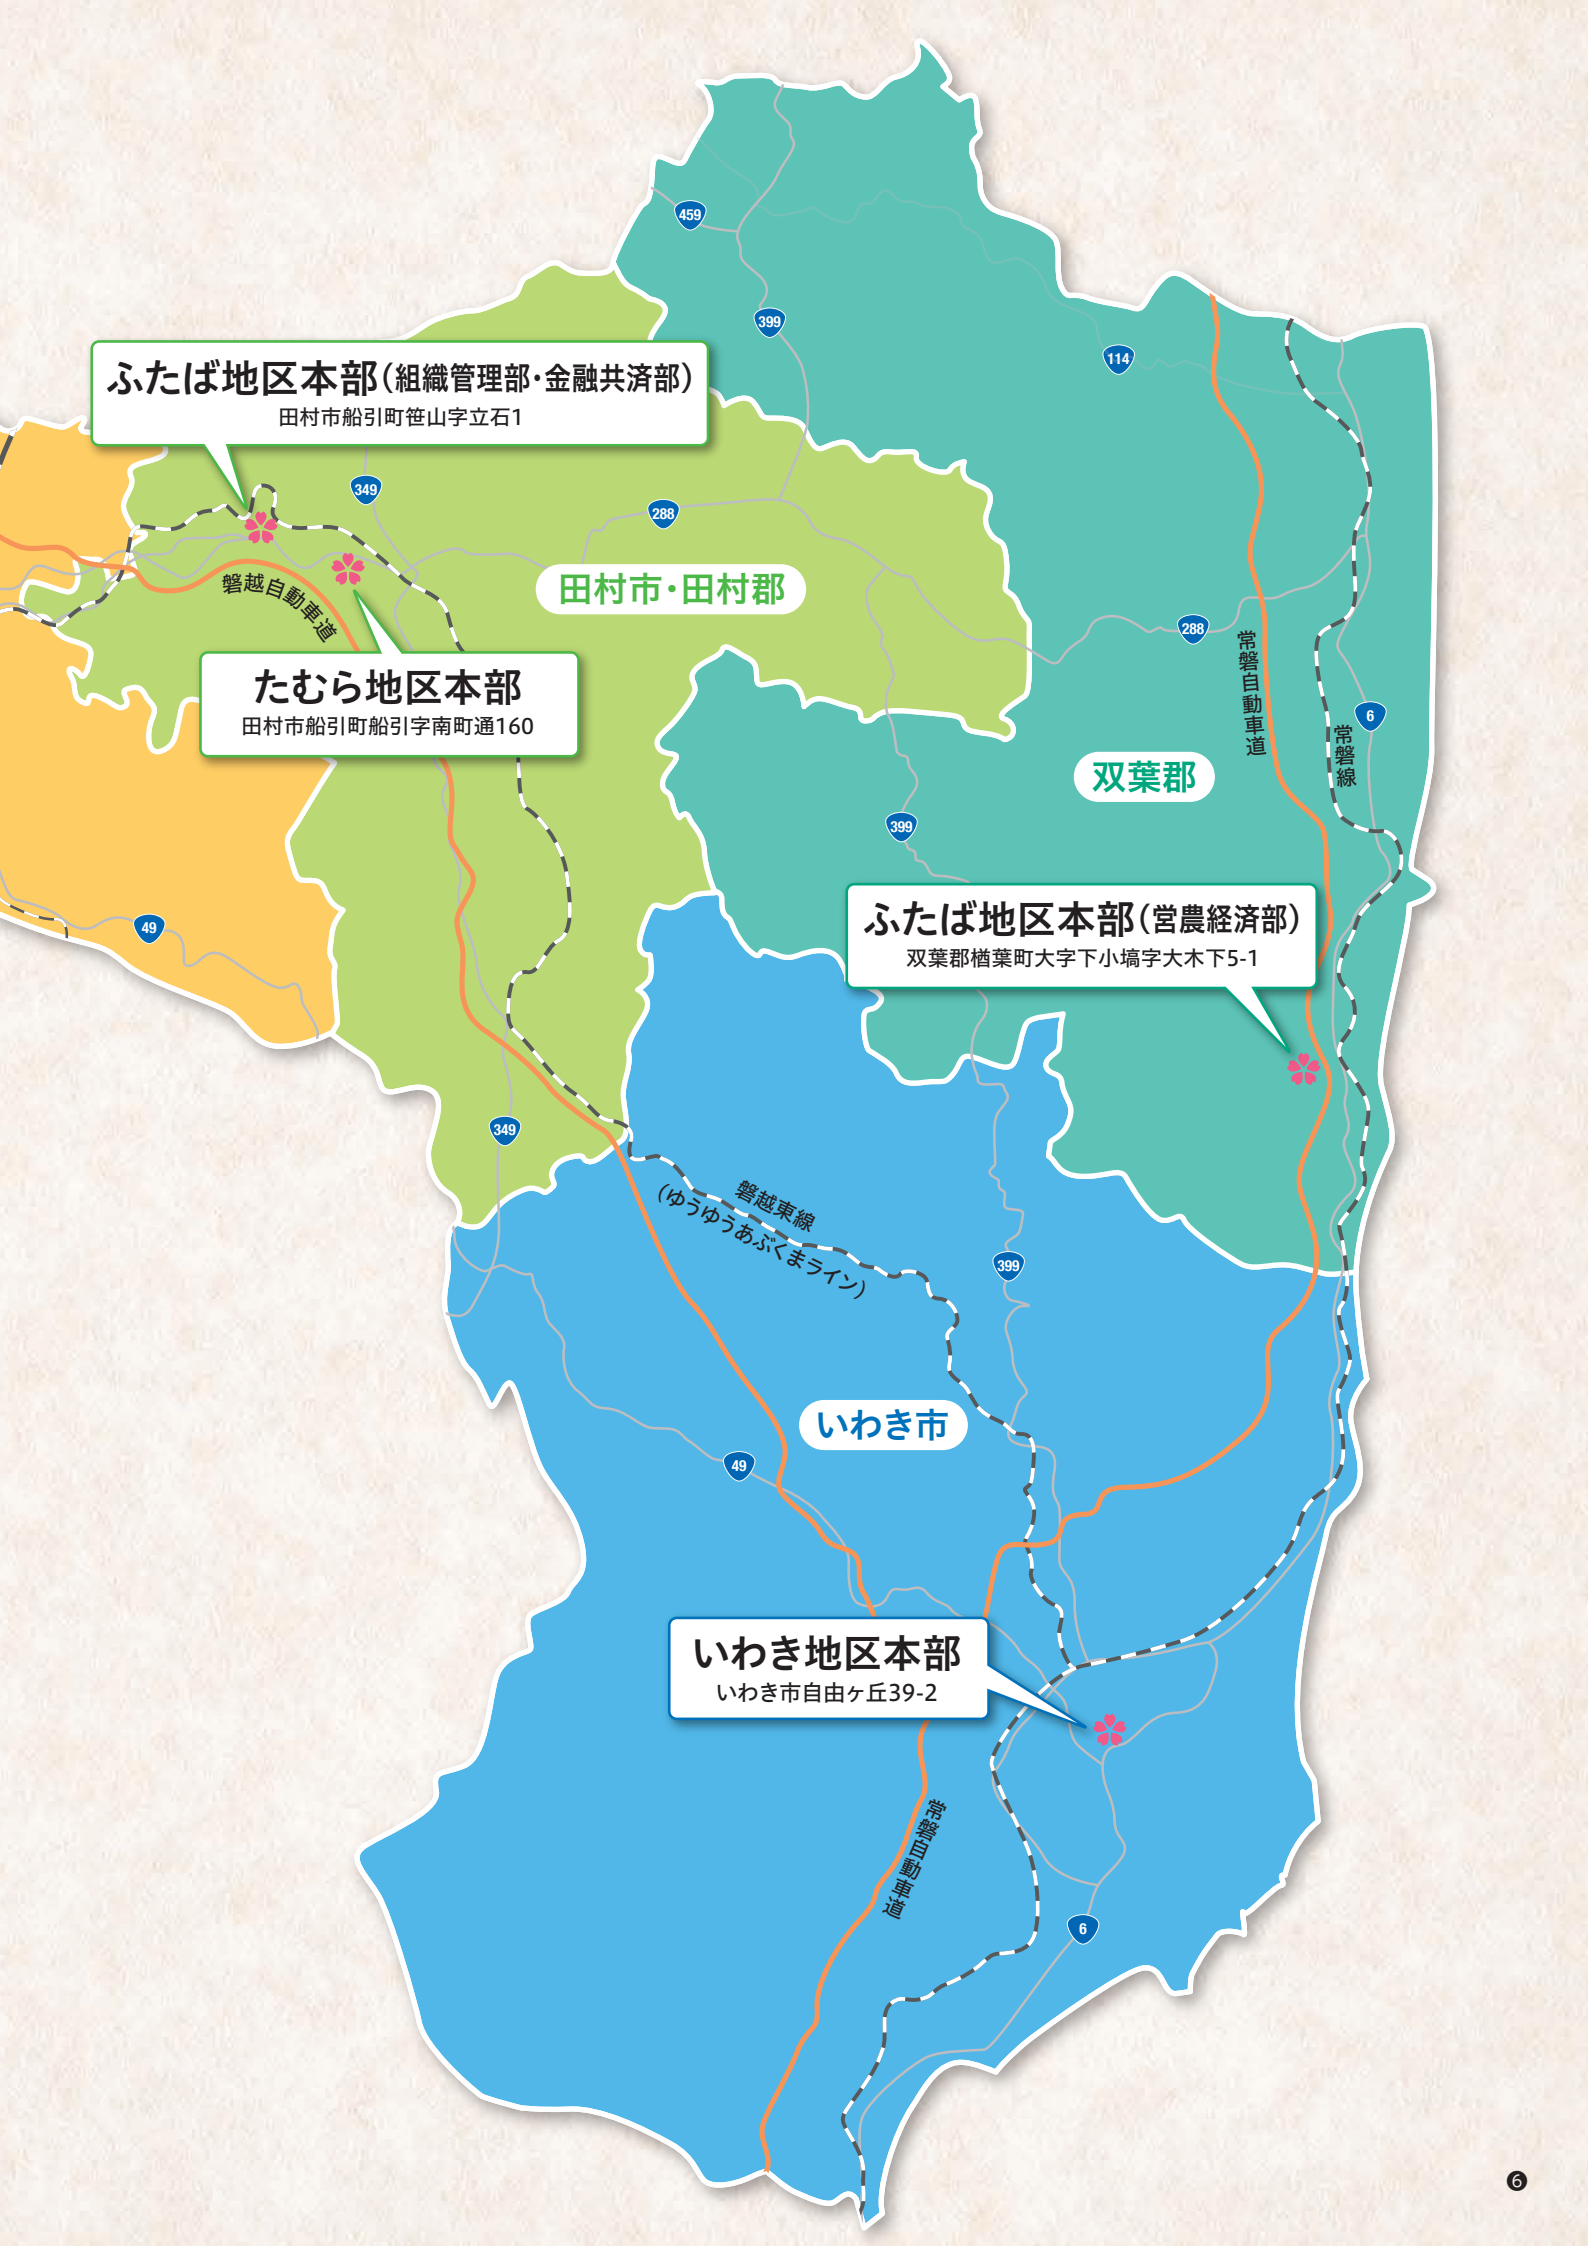 459
399
114
ふたば地区本部（組織管理部・金融共済部）
田村市船引町笹山字立石1
349
288
磐越自動車道
田村市・田村郡
288
常磐自動車道
たむら地区本部
田村市船引町船引字南町通160
6
常磐線
双葉郡
399
ふたば地区本部（営農経済部）
双葉郡楢葉町大字下小塙字大木下5-1
49
349
磐越東線
（ゆうゆうあぶくまライン）
399
いわき市
49
いわき地区本部
いわき市自由ヶ丘39-2
常磐自動車道
6
❻